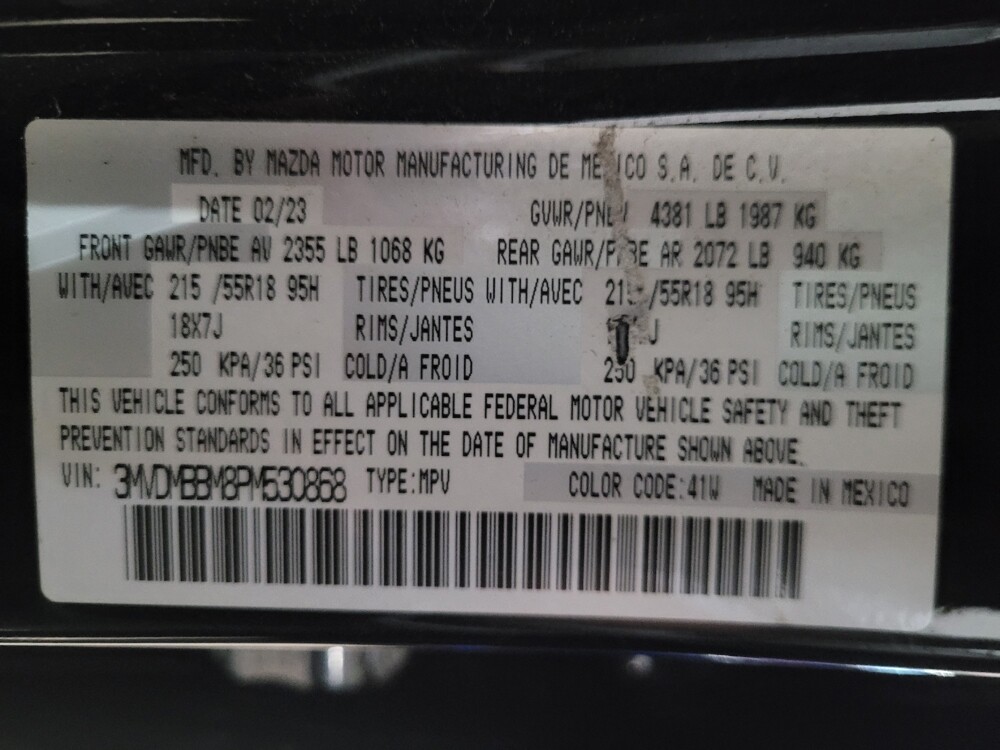 MFD. BY MAZDA MOTOR MANUFACTURING DE MEXICO S.A. DE C.V.
DATE 02/23 GVWR/PNBV 4381 LB 1987 KG
FRONT GAWR/PNBE AV 2355 LB 1068 KG REAR GAWR/PNBE AR 2072 LB 940 KG
WITH/AVEC 215 /55R18 95H TIRES/PNEUS WITH/AVEC 215 /55R18 95H TIRES/PNEUS
18X7J RIMS/JANTES RIMS/JANTES
250 KPA/36 PSI COLD/A FROID 250 KPA/36 PSI COLD/A FROID
THIS VEHICLE CONFORMS TO ALL APPLICABLE FEDERAL MOTOR VEHICLE SAFETY AND THEFT
PREVENTION STANDARDS IN EFFECT ON THE DATE OF MANUFACTURE SHOWN ABOVE.
VIN: 3MVDMBBM8PM530868 TYPE:MPV COLOR CODE:41W MADE IN MEXICO